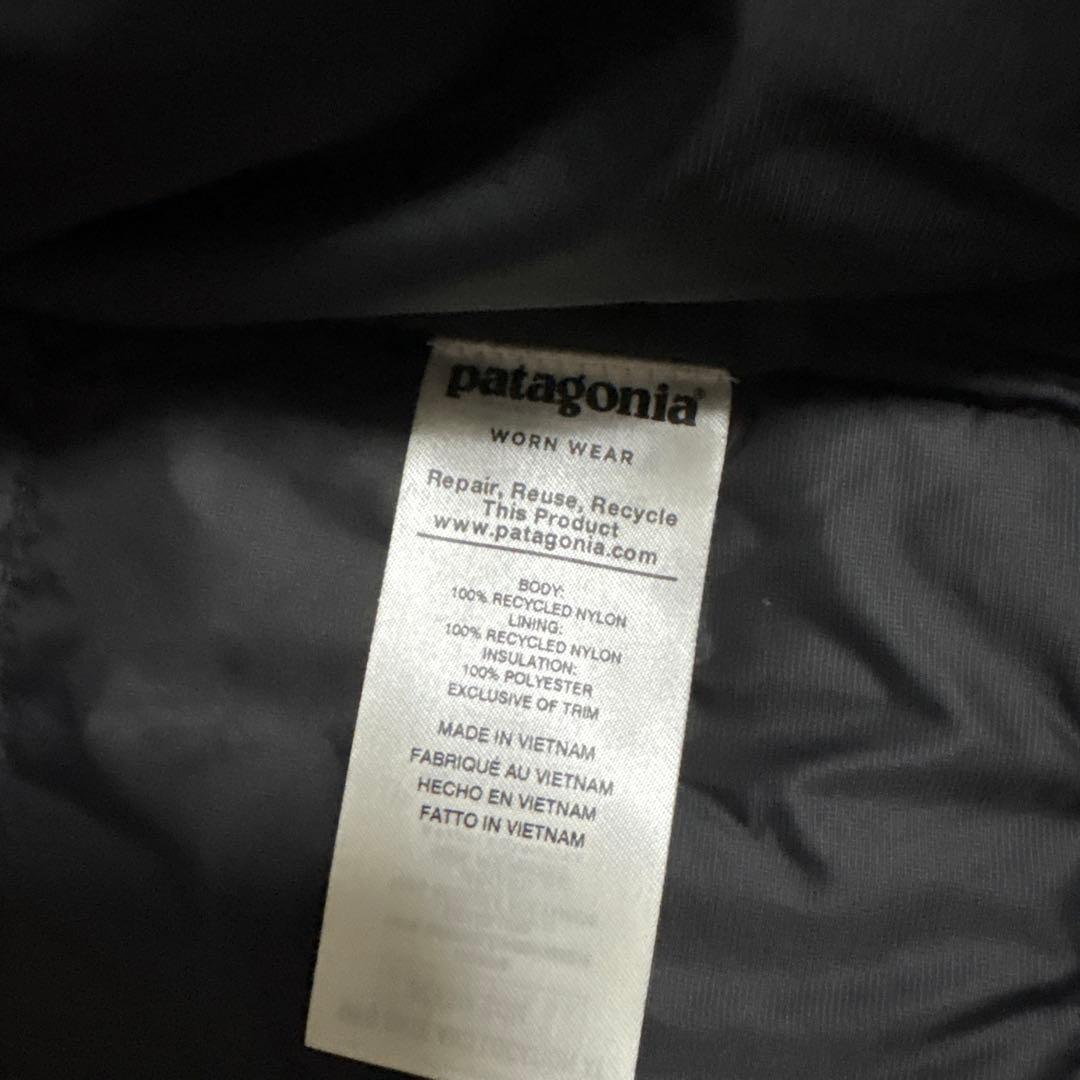 patagonia®
WORN WEAR
Repair, Reuse, Recycle
This Product
www.patagonia.com
BODY:
100% RECYCLED NYLON
LINING:
100% RECYCLED NYLON
INSULATION:
100% POLYESTER
EXCLUSIVE OF TRIM
MADE IN VIETNAM
FABRIQUÉ AU VIETNAM
HECHO EN VIETNAM
FATTO IN VIETNAM